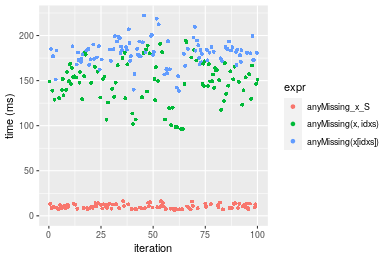 200
150
100
50
0
time (ms)
0
25
50
75
100
iteration
expr
anyMissing_x_S
anyMissing(x, idxs)
anyMissing(x[idxs])